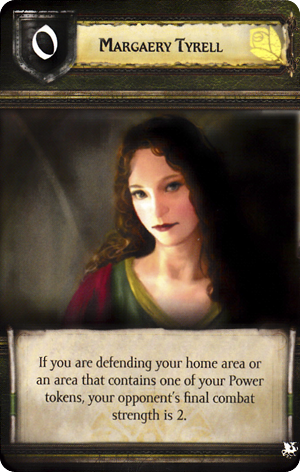 0
MARGAERY TYRELL
If you are defending your home area or
an area that contains one of your Power
tokens, your opponent's final combat
strength is 2.